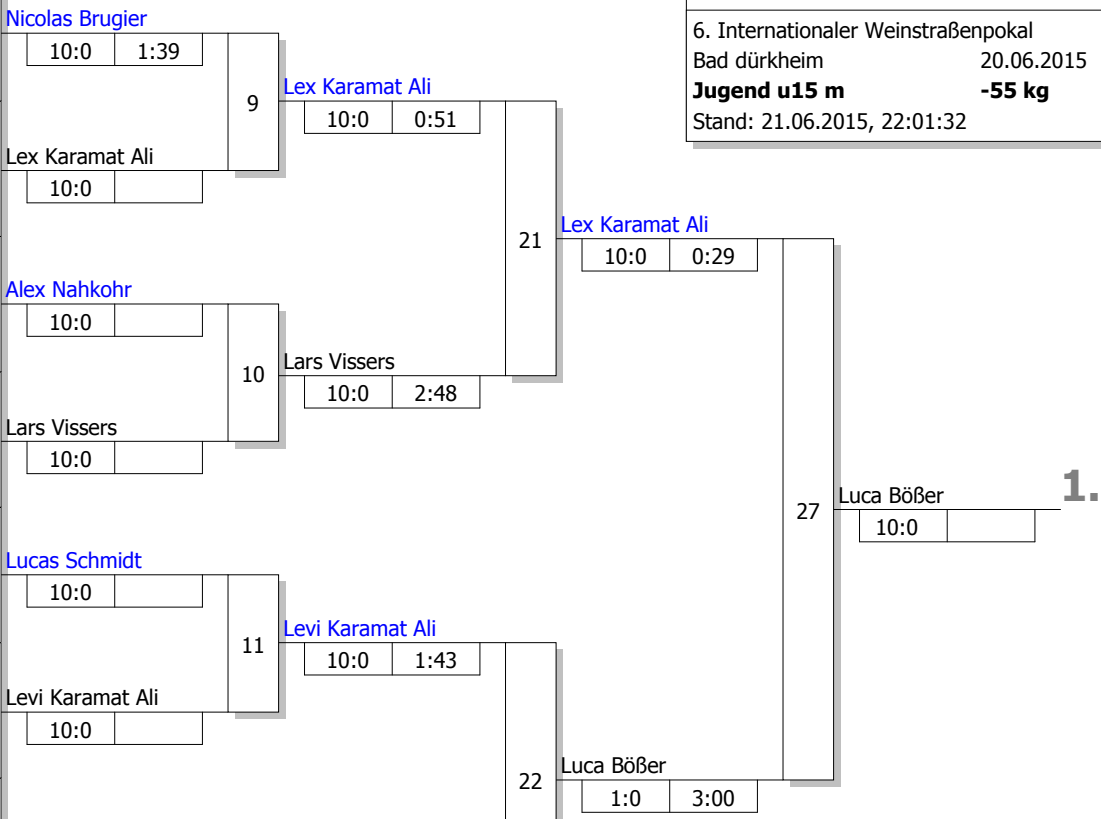 6. Internationaler Weinstraßenpokal
Bad dürkheim 20.06.2015
Jugend u15 m -55 kg
Stand: 21.06.2015, 22:01:32
Nicolas Brugier
10:0 1:39
9
Lex Karamat Ali
10:0
Lex Karamat Ali
10:0 0:51
21
Alex Nahkohr
10:0
10
Lars Vissers
10:0
Lars Vissers
10:0 2:48
Lex Karamat Ali
10:0 0:29
27
Lucas Schmidt
10:0
11
Levi Karamat Ali
10:0
Levi Karamat Ali
10:0 1:43
22
Luca Bößer
1:0 3:00
Luca Bößer 1.
10:0